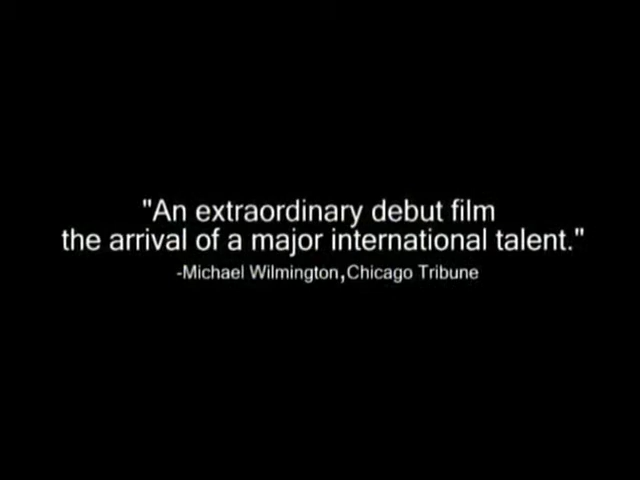 "An extraordinary debut film
the arrival of a major international talent."
-Michael Wilmington,Chicago Tribune